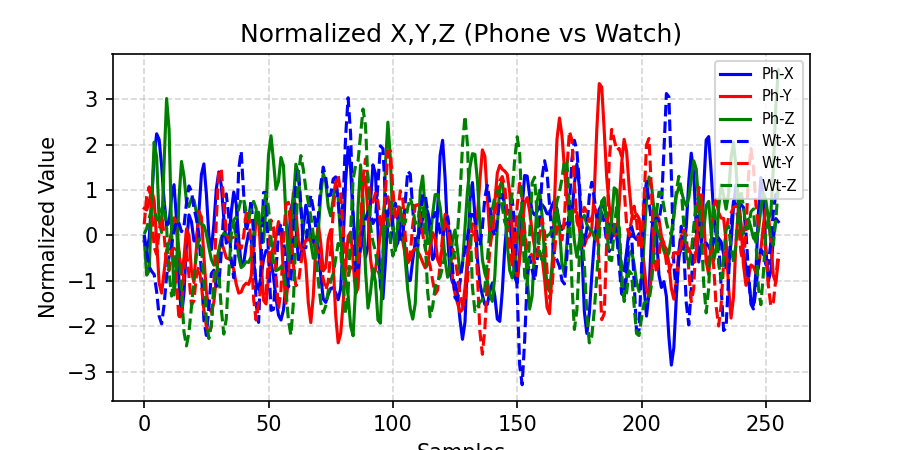 Normalized X,Y,Z (Phone vs Watch)
Normalized Value
3
2
1
0
−1
−2
−3
0 50 100 150 200 250
Samples
Ph-X
Ph-Y
Ph-Z
Wt-X
Wt-Y
Wt-Z